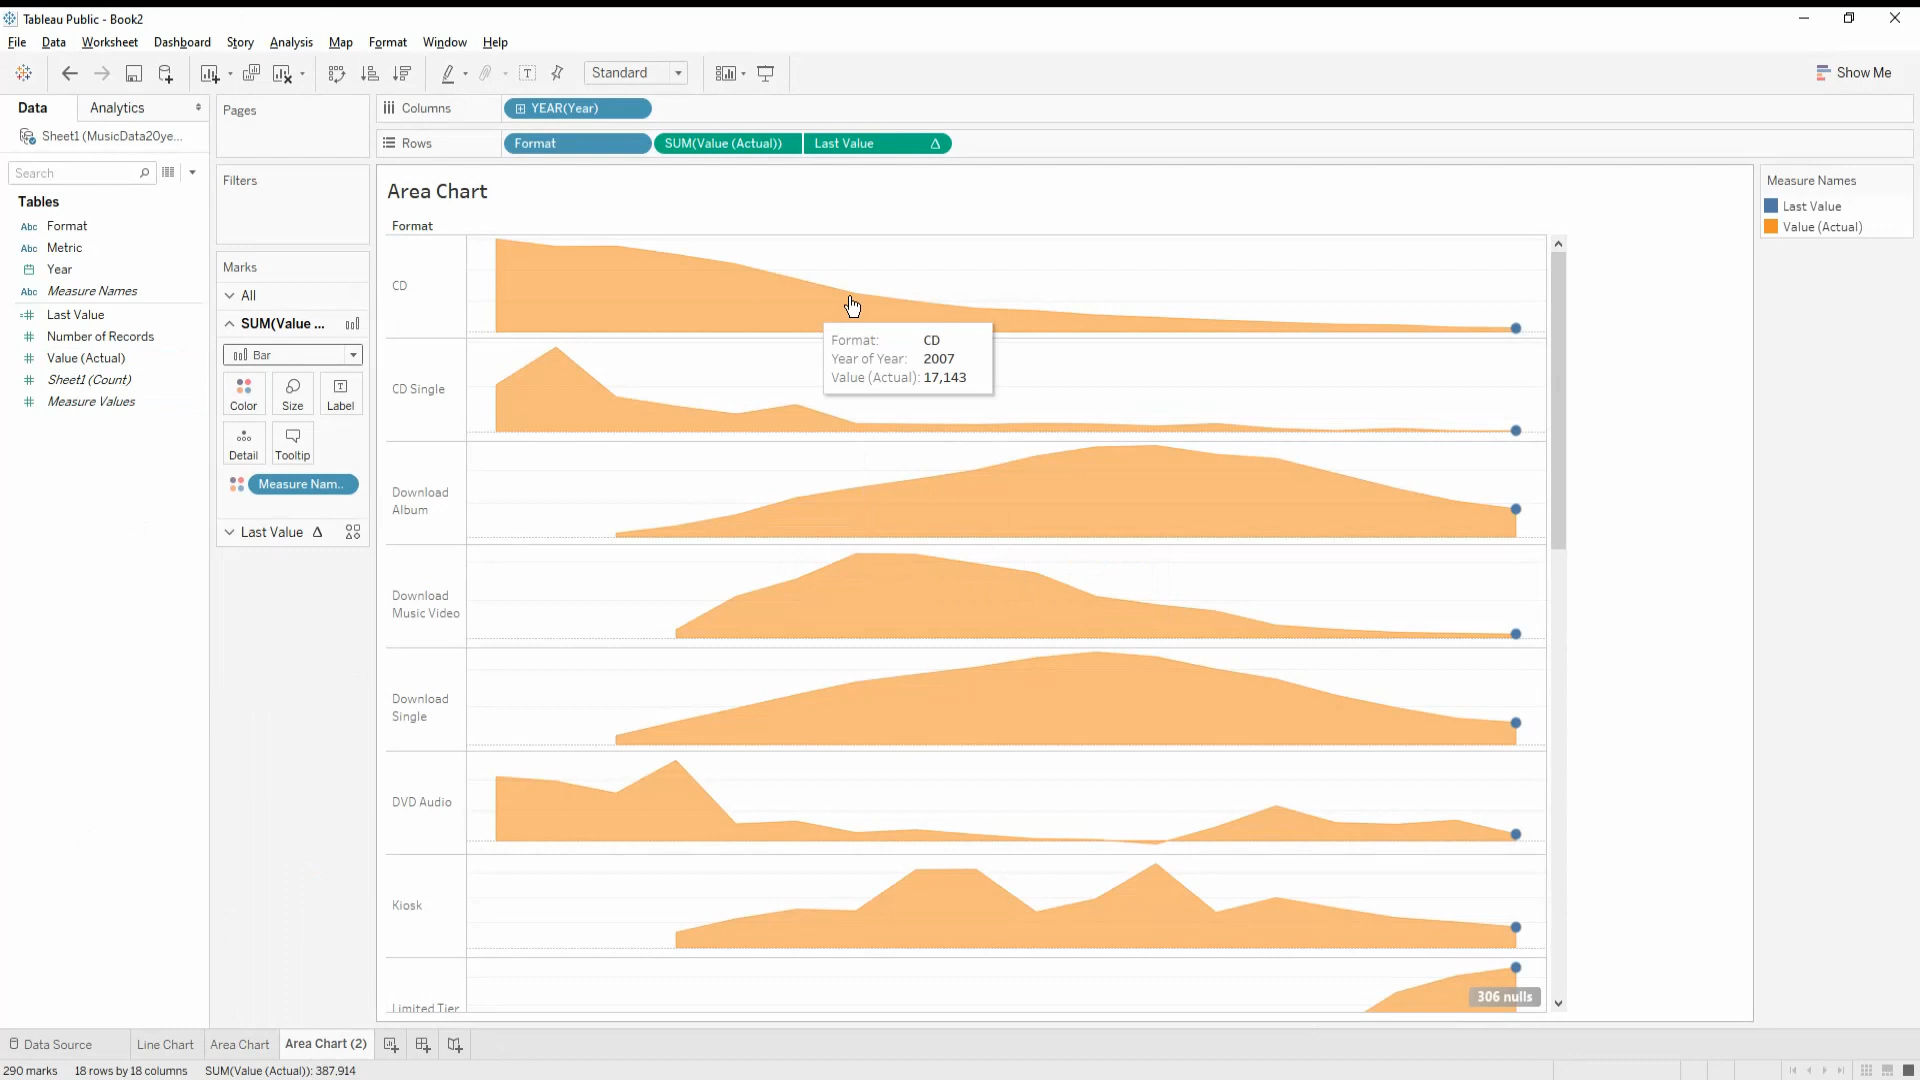 Tableau Public - Book2
File Data Worksheet Dashboard Story Analysis Map Format Window Help
Standard
Show Me
Data Analytics
Pages
Columns YEAR(Year)
Sheet1 (MusicData20ye...
Rows Format SUM(Value (Actual)) Last Value Δ
Search
Filters
Area Chart
Measure Names
Tables
Last Value
Abc Format
Format
Value (Actual)
Abc Metric
Year
Marks
CD
Abc Measure Names
All
Last Value
SUM(Value ...
Number of Records
Format: CD
Value (Actual)
Bar
Year of Year: 2007
Sheet1 (Count)
Value (Actual): 17,143
CD Single
Measure Values
Color Size Label
Detail Tooltip
Measure Nam..
Download
Album
Last Value Δ
Download
Music Video
Download
Single
DVD Audio
Kiosk
306 nulls
Limited Tier
Data Source Line Chart Area Chart Area Chart (2)
290 marks 18 rows by 18 columns SUM(Value (Actual)): 387,914